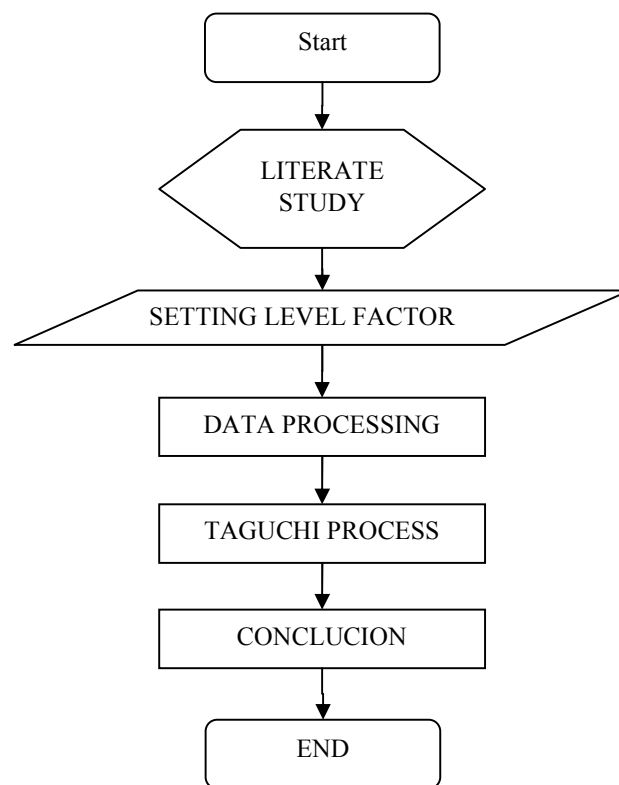 Start
LITERATE
STUDY
SETTING LEVEL FACTOR
DATA PROCESSING
TAGUCHI PROCESS
CONCLUCION
END